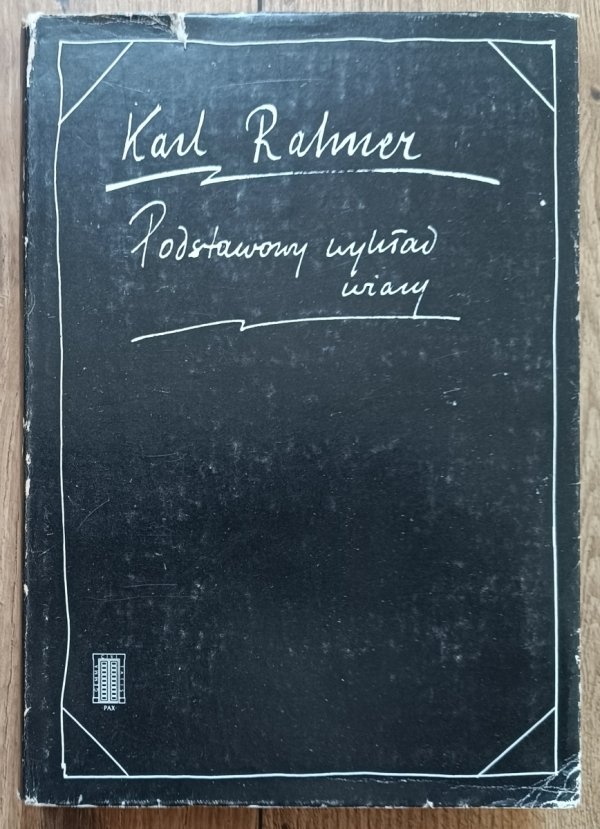 Karl Rahner
Podstawowy wykład
wiary
PAX